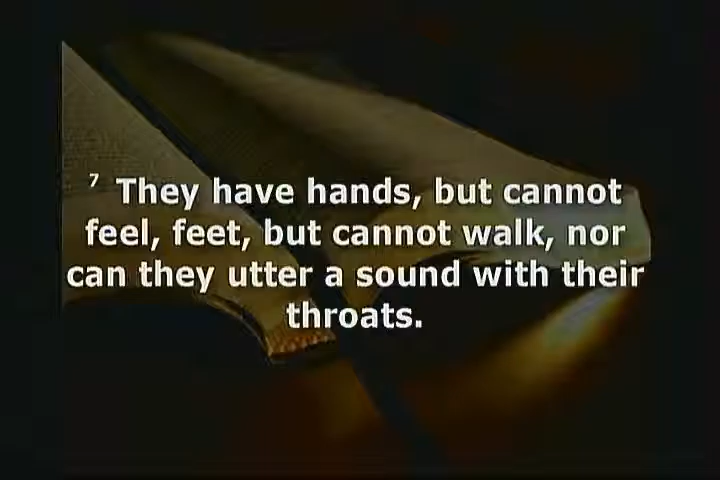 7 They have hands, but cannot
feel, feet, but cannot walk, nor
can they utter a sound with their
throats.